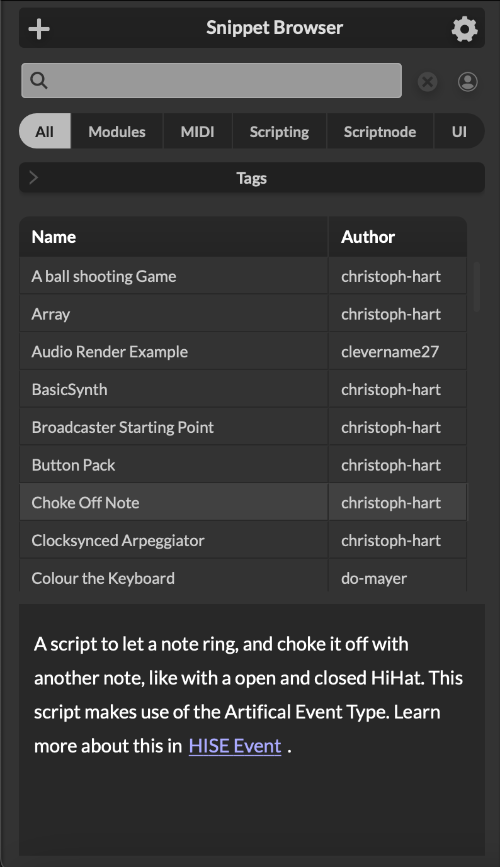 Snippet Browser
All Modules MIDI Scripting Scriptnode UI
Tags
Name Author
A ball shooting Game christoph-hart
Array christoph-hart
Audio Render Example clevername27
BasicSynth christoph-hart
Broadcaster Starting Point christoph-hart
Button Pack christoph-hart
Choke Off Note christoph-hart
Clocksynced Arpeggiator christoph-hart
Colour the Keyboard do-mayer
A script to let a note ring, and choke it off with
another note, like with a open and closed HiHat. This
script makes use of the Artifical Event Type. Learn
more about this in HISE Event .